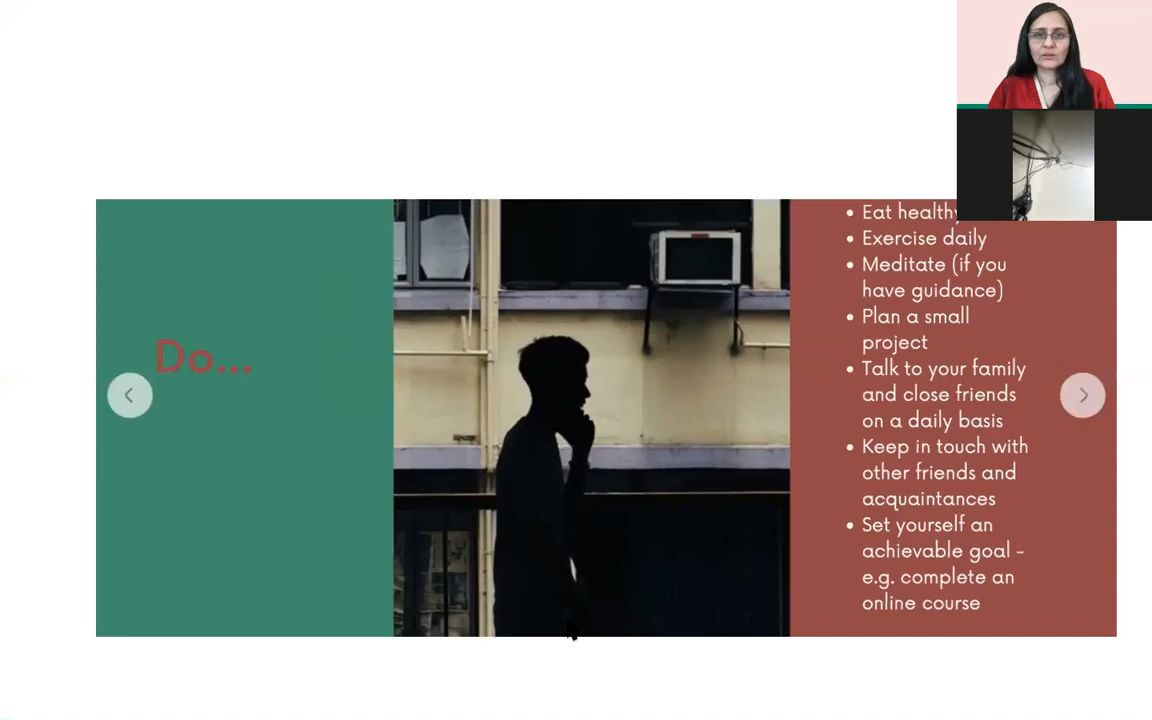 Do...
Eat healthy
Exercise daily
Meditate (if you
have guidance)
Plan a small
project
Talk to your family
and close friends
on a daily basis
Keep in touch with
other friends and
acquaintances
Set yourself an
achievable goal -
e.g. complete an
online course